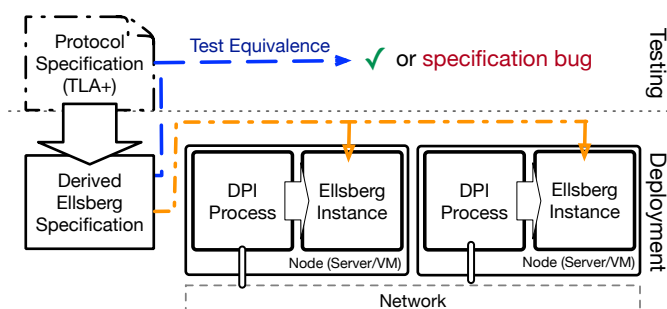 Protocol
Specification
(TLA+)
Test Equivalence
✓ or specification bug
Testing
Derived
Ellsberg
Specification
DPI
Process
Ellsberg
Instance
Node (Server/VM)
DPI
Process
Ellsberg
Instance
Node (Server/VM)
Deployment
Network